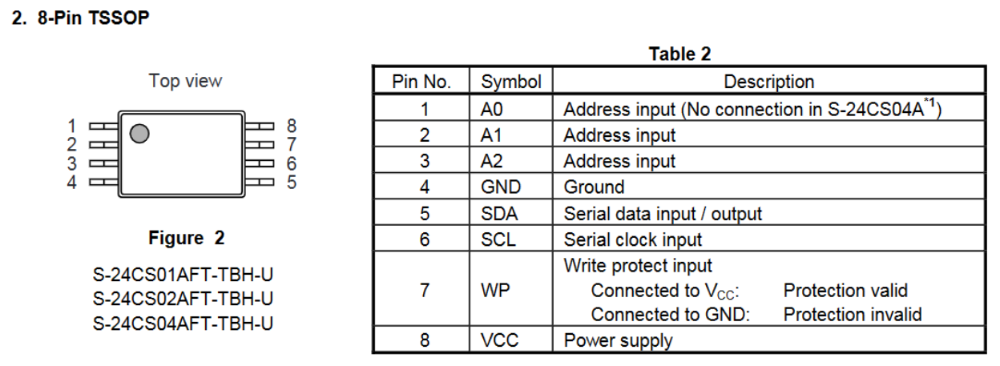 2. 8-Pin TSSOP
Top view
1 8
2 7
3 6
4 5
Figure 2
S-24CS01AFT-TBH-U
S-24CS02AFT-TBH-U
S-24CS04AFT-TBH-U
Table 2
Pin No. Symbol Description
1 A0 Address input (No connection in S-24CS04A*1)
2 A1 Address input
3 A2 Address input
4 GND Ground
5 SDA Serial data input / output
6 SCL Serial clock input
7 WP Write protect input
Connected to VCC: Protection valid
Connected to GND: Protection invalid
8 VCC Power supply